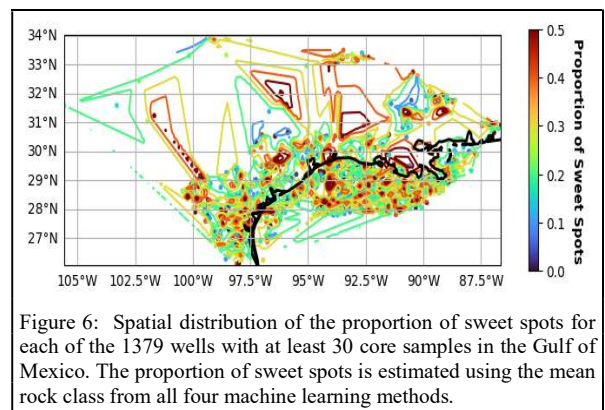 34°N
33°N
32°N
31°N
30°N
29°N
28°N
27°N
105°W 102.5°W 100°W 97.5°W 95°W 92.5°W 90°W 87.5°W
0.5
0.4
0.3
0.2
0.1
0.0
Proportion of Sweet Spots
Figure 6: Spatial distribution of the proportion of sweet spots for
each of the 1379 wells with at least 30 core samples in the Gulf of
Mexico. The proportion of sweet spots is estimated using the mean
rock class from all four machine learning methods.